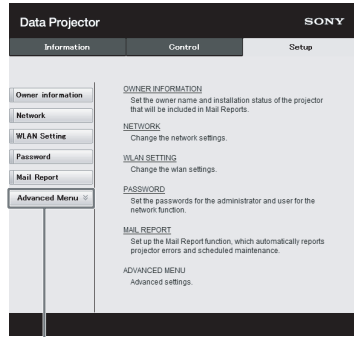 Data Projector
SONY
Information
Control
Setup
Owner information
Network
WLAN Setting
Password
Mail Report
Advanced Menu
OWNER INFORMATION
Set the owner name and installation status of the projector
that will be included in Mail Reports.
NETWORK
Change the network settings.
WLAN SETTING
Change the wlan settings.
PASSWORD
Set the passwords for the administrator and user for the
network function.
MAIL REPORT
Set up the Mail Report function, which automatically reports
projector errors and scheduled maintenance.
ADVANCED MENU
Advanced settings.